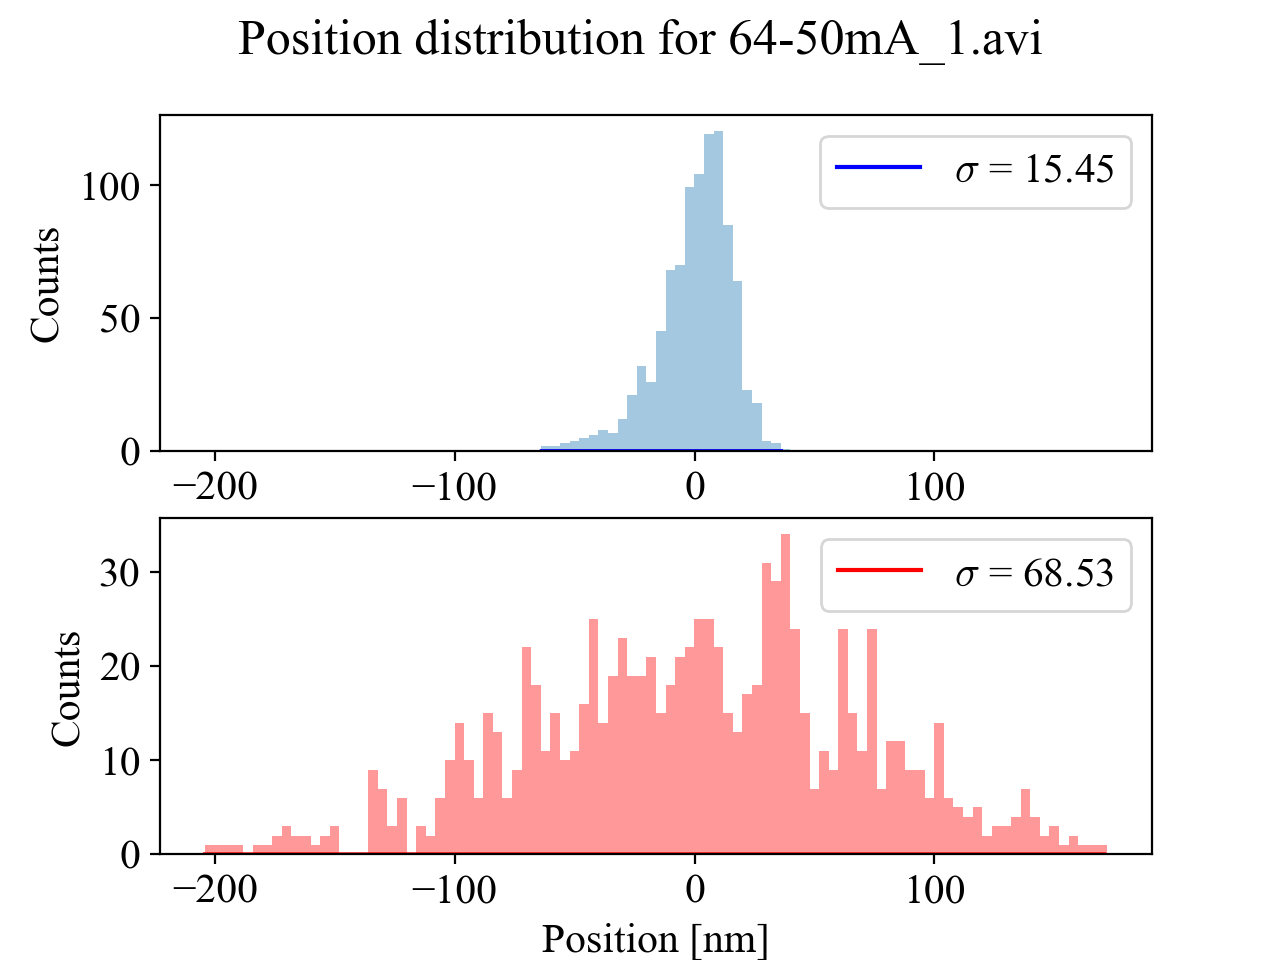 Position distribution for 64-50mA_1.avi
σ = 15.45
100
50
0
Counts
−200 −100 0 100
σ = 68.53
30
20
10
0
Counts
−200 −100 0 100
Position [nm]